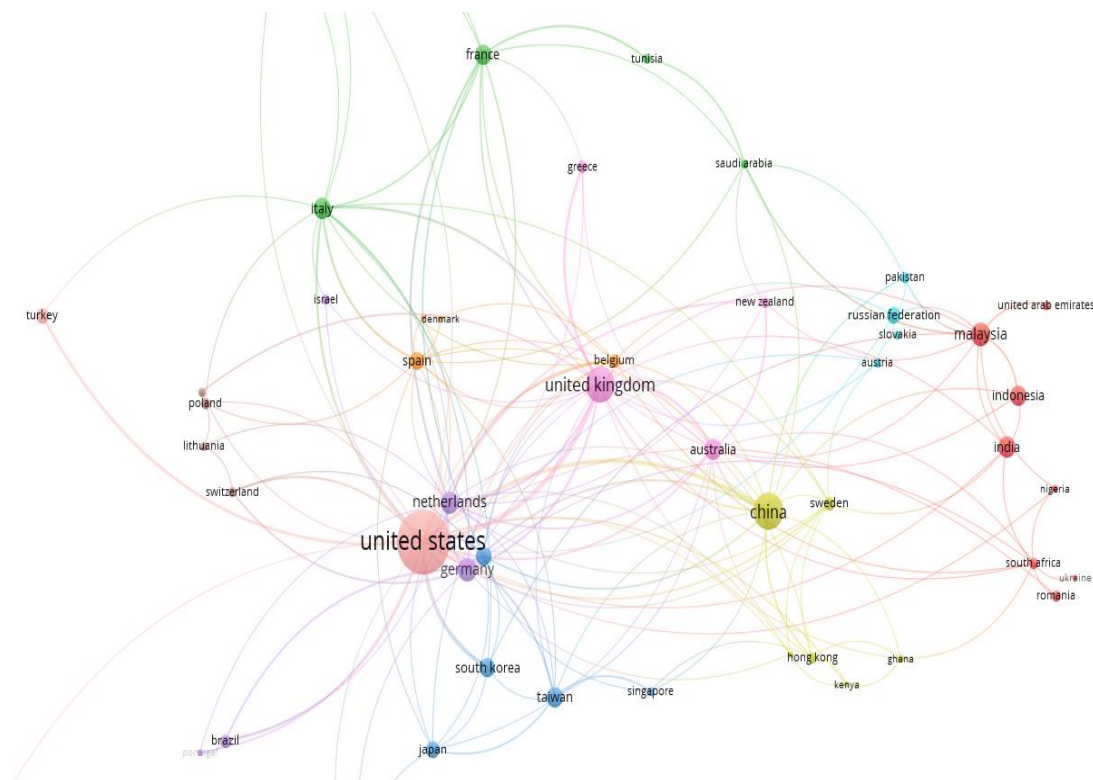 france
tunisia
greece
saudi arabia
italy
pakistan
israel
new zealand
united arab emirates
turkey
denmark
russian federation
malaysia
slovakia
spain
belgium
austria
united kingdom
indonesia
poland
lithuania
australia
india
switzerland
nigeria
netherlands
china
sweden
united states
germany
south africa
ukraine
romania
hong kong
ghana
south korea
kenya
taiwan
singapore
brazil
portugal
japan